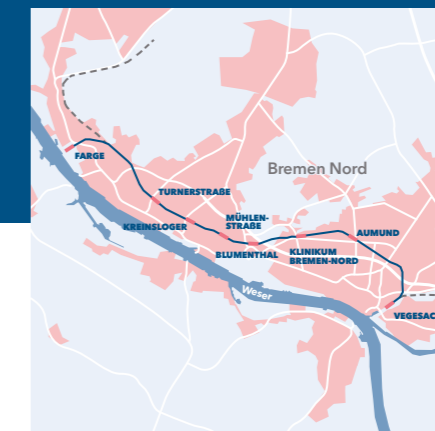 FARGE
Bremen Nord
TURNERSTRAßE
MÜHLEN-
STRAßE
KREINSLOGER
AUMUND
BLUMENTHAL
KLINIKUM
BREMEN-NORD
Weser
VEGESAC